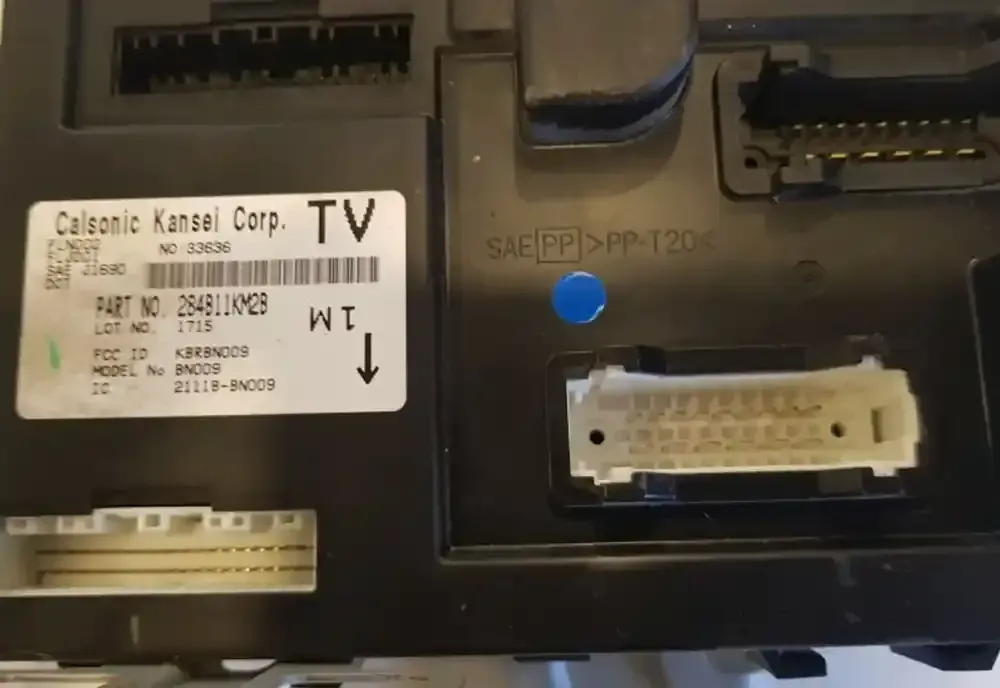 Calsonic Kansei Corp. TV
NO 33636
SAE J1690
DCT
PART NO. 284B11KM2B
LOT NO. 1715
1M
FCC ID KBRBN009
MODEL No BN009
IC 2111B-BN009
SAE PP >PP-T20<